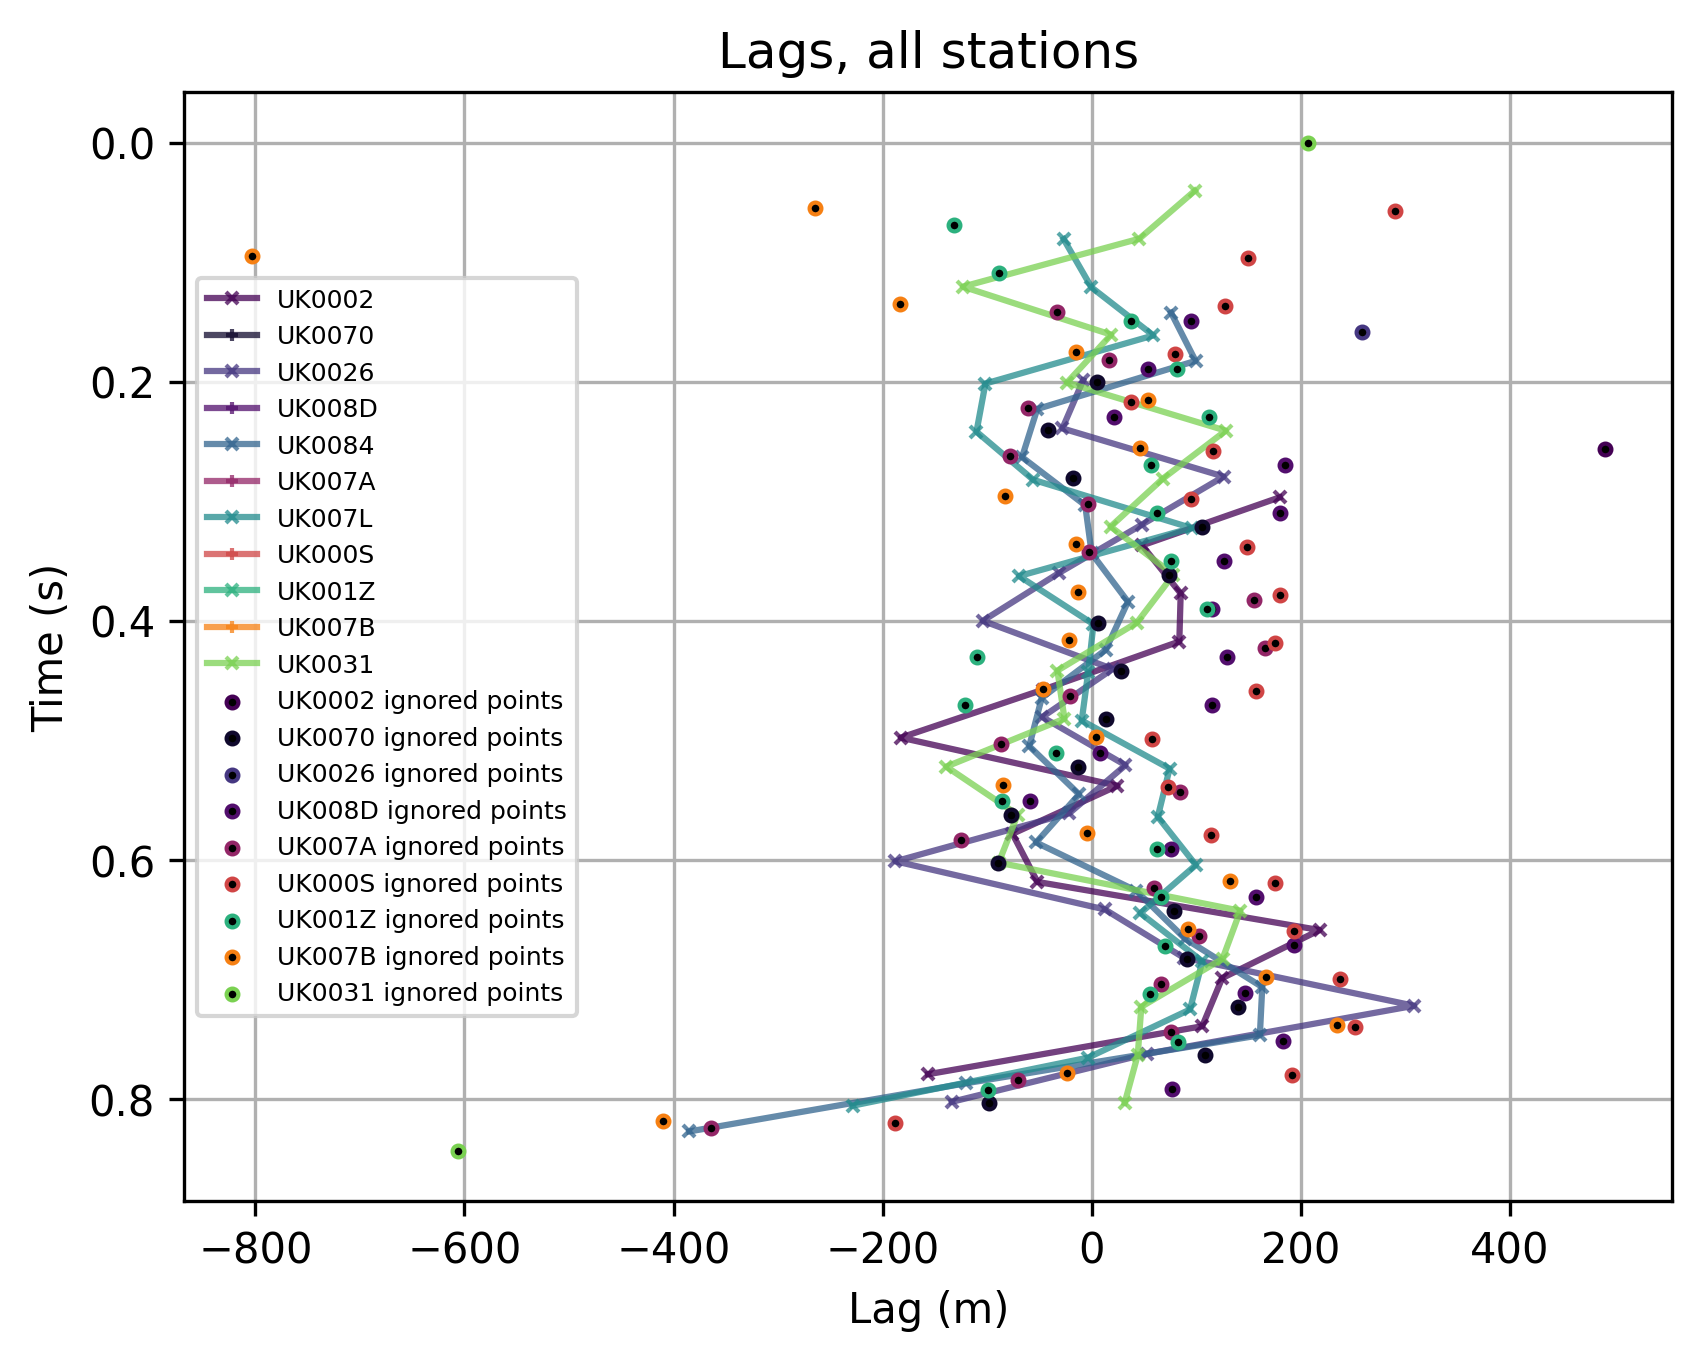 Lags, all stations
0.0
0.2
0.4
0.6
0.8
Time (s)
UK0002
UK0070
UK0026
UK008D
UK0084
UK007A
UK007L
UK000S
UK001Z
UK007B
UK0031
UK0002 ignored points
UK0070 ignored points
UK0026 ignored points
UK008D ignored points
UK007A ignored points
UK000S ignored points
UK001Z ignored points
UK007B ignored points
UK0031 ignored points
−800 −600 −400 −200 0 200 400
Lag (m)